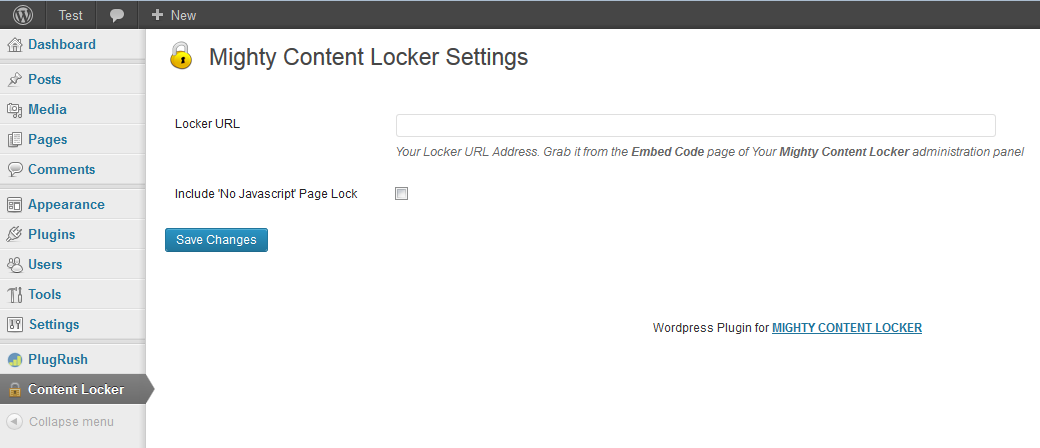 Test New
Dashboard
Posts
Media
Pages
Comments
Appearance
Plugins
Users
Tools
Settings
PlugRush
Content Locker
Collapse menu
Mighty Content Locker Settings
Locker URL
Your Locker URL Address. Grab it from the Embed Code page of Your Mighty Content Locker administration panel
Include 'No Javascript' Page Lock
Save Changes
Wordpress Plugin for MIGHTY CONTENT LOCKER